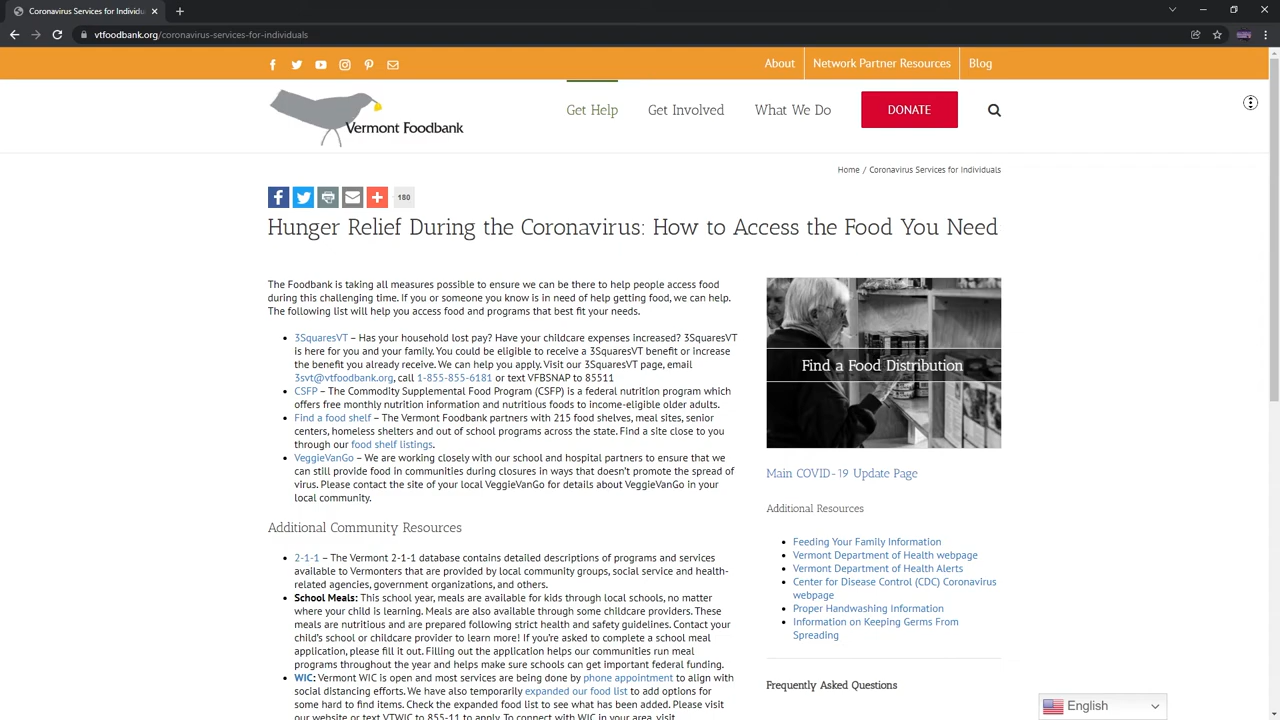 Coronavirus Services for Individu
vtfoodbank.org/coronavirus-services-for-individuals
About
Network Partner Resources
Blog
Vermont Foodbank
Get Help
Get Involved
What We Do
DONATE
Home / Coronavirus Services for Individuals
180
Hunger Relief During the Coronavirus: How to Access the Food You Need
The Foodbank is taking all measures possible to ensure we can be there to help people access food
during this challenging time. If you or someone you know is in need of help getting food, we can help.
The following list will help you access food and programs that best fit your needs.
3SquaresVT – Has your household lost pay? Have your childcare expenses increased? 3SquaresVT
is here for you and your family. You could be eligible to receive a 3SquaresVT benefit or increase
the benefit you already receive. We can help you apply. Visit our 3SquaresVT page, email
3svt@vtfoodbank.org, call 1-855-855-6181 or text VFBSNAP to 85511
CSFP – The Commodity Supplemental Food Program (CSFP) is a federal nutrition program which
offers free monthly nutrition information and nutritious foods to income-eligible older adults.
Find a food shelf – The Vermont Foodbank partners with 215 food shelves, meal sites, senior
centers, homeless shelters and out of school programs across the state. Find a site close to you
through our food shelf listings.
VeggieVanGo – We are working closely with our school and hospital partners to ensure that we
can still provide food in communities during closures in ways that doesn't promote the spread of
virus. Please contact the site of your local VeggieVanGo for details about VeggieVanGo in your
local community.
Additional Community Resources
2-1-1 – The Vermont 2-1-1 database contains detailed descriptions of programs and services
available to Vermonters that are provided by local community groups, social service and health-
related agencies, government organizations, and others.
School Meals: This school year, meals are available for kids through local schools, no matter
where your child is learning. Meals are also available through some childcare providers. These
meals are nutritious and are prepared following strict health and safety guidelines. Contact your
child's school or childcare provider to learn more! If you're asked to complete a school meal
application, please fill it out. Filling out the application helps our communities run meal
programs throughout the year and helps make sure schools can get important federal funding.
WIC: Vermont WIC is open and most services are being done by phone appointment to align with
social distancing efforts. We have also temporarily expanded our food list to add options for
some hard to find items. Check the expanded food list to see what has been added. Please visit
our website or text VTWIC to 855-11 to apply. To connect with WIC in your area, visit
Find a Food Distribution
Main COVID-19 Update Page
Additional Resources
Feeding Your Family Information
Vermont Department of Health webpage
Vermont Department of Health Alerts
Center for Disease Control (CDC) Coronavirus
webpage
Proper Handwashing Information
Information on Keeping Germs From
Spreading
Frequently Asked Questions
English